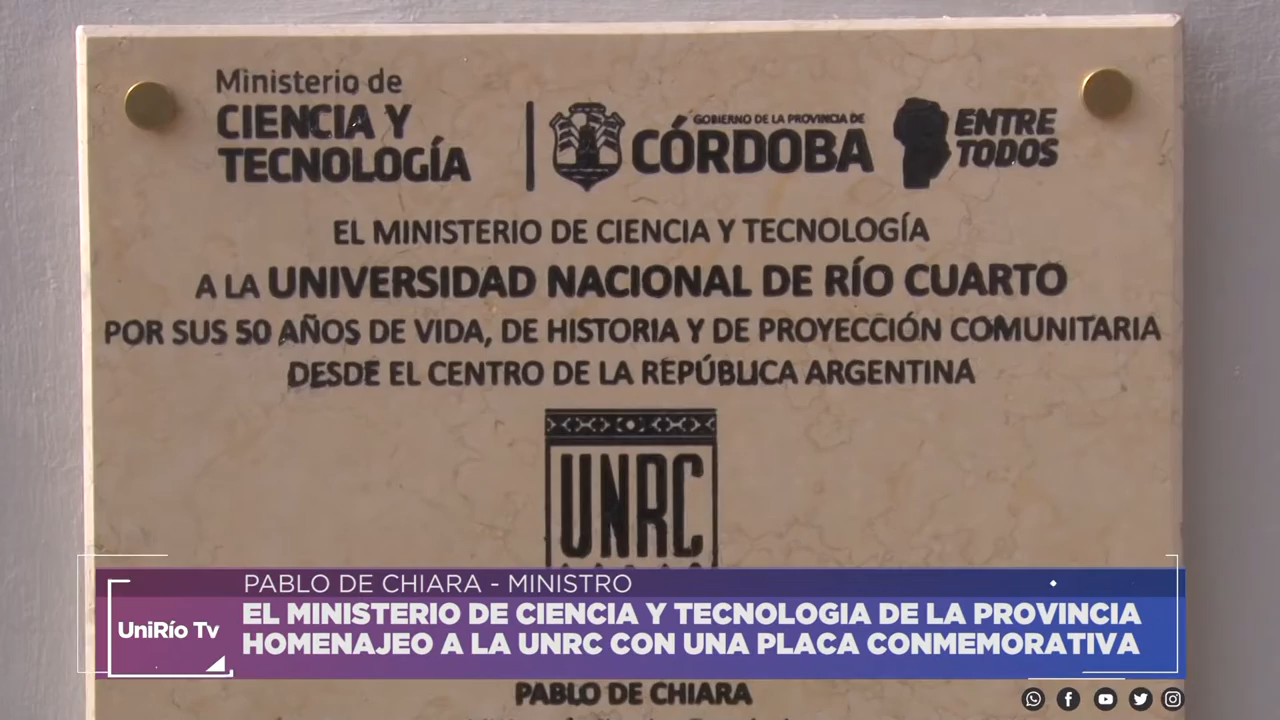 Ministerio de
CIENCIA Y
TECNOLOGÍA
GOBIERNO DE LA PROVINCIA DE
CÓRDOBA
ENTRE
TODOS
EL MINISTERIO DE CIENCIA Y TECNOLOGÍA
A LA UNIVERSIDAD NACIONAL DE RÍO CUARTO
POR SUS 50 AÑOS DE VIDA, DE HISTORIA Y DE PROYECCIÓN COMUNITARIA
DESDE EL CENTRO DE LA REPÚBLICA ARGENTINA
UNRC
PABLO DE CHIARA - MINISTRO
UniRío Tv
EL MINISTERIO DE CIENCIA Y TECNOLOGIA DE LA PROVINCIA
HOMENAJEO A LA UNRC CON UNA PLACA CONMEMORATIVA
PABLO DE CHIARA